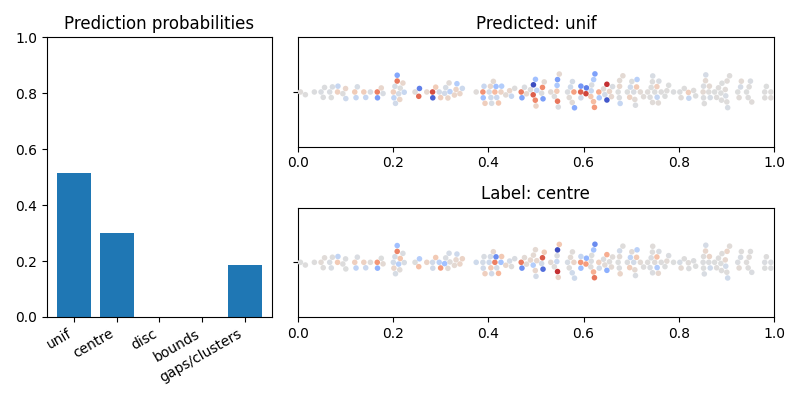 Prediction probabilities
1.0
0.8
0.6
0.4
0.2
0.0
unif
centre
disc
bounds
gaps/clusters
Predicted: unif
0.0 0.2 0.4 0.6 0.8 1.0
Label: centre
0.0 0.2 0.4 0.6 0.8 1.0